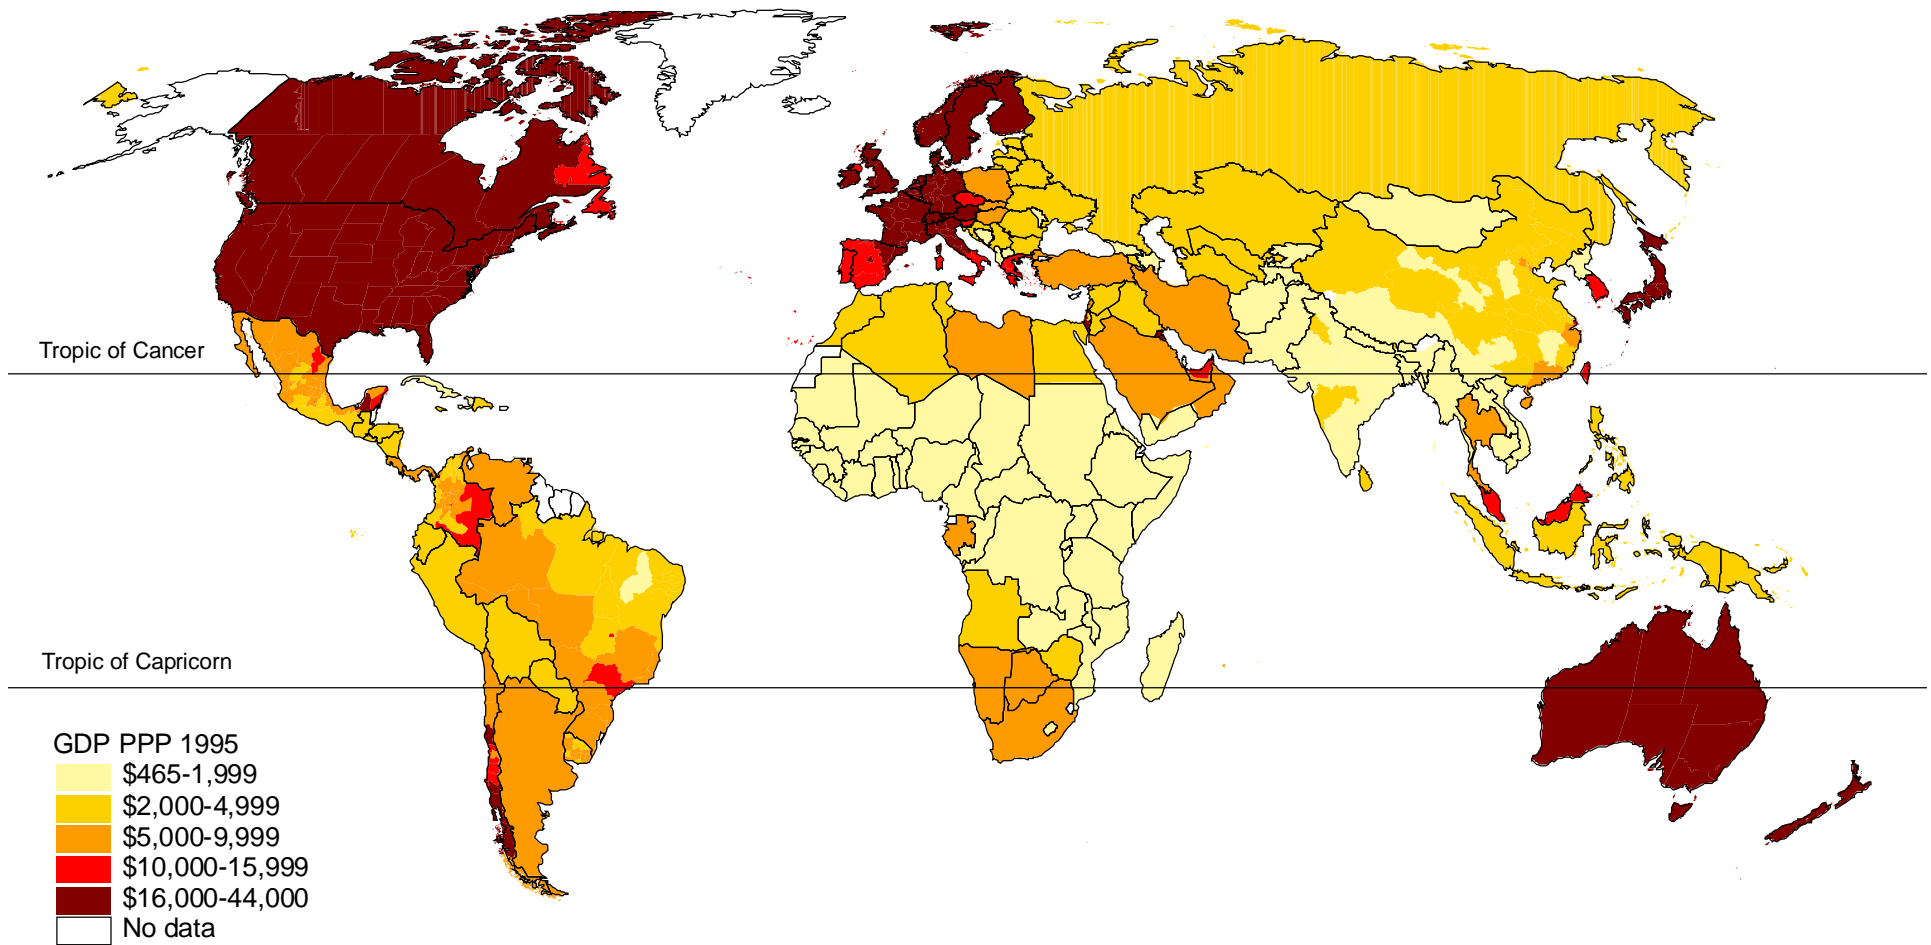 Tropic of Cancer
Tropic of Capricorn
GDP PPP 1995
$465-1,999
$2,000-4,999
$5,000-9,999
$10,000-15,999
$16,000-44,000
No data